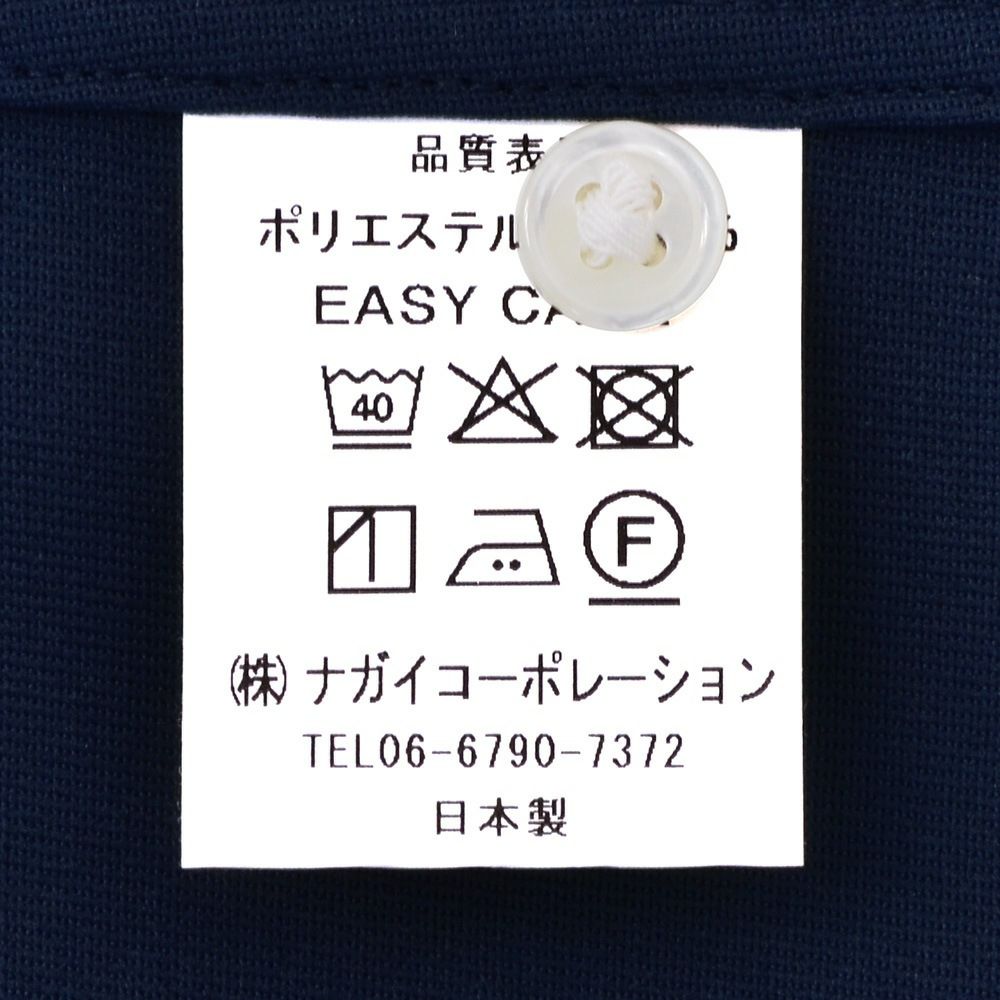 品質表
ポリエステル %
EASY
40
F
㈱ ナガイコーポレーション
TEL06-6790-7372
日本製